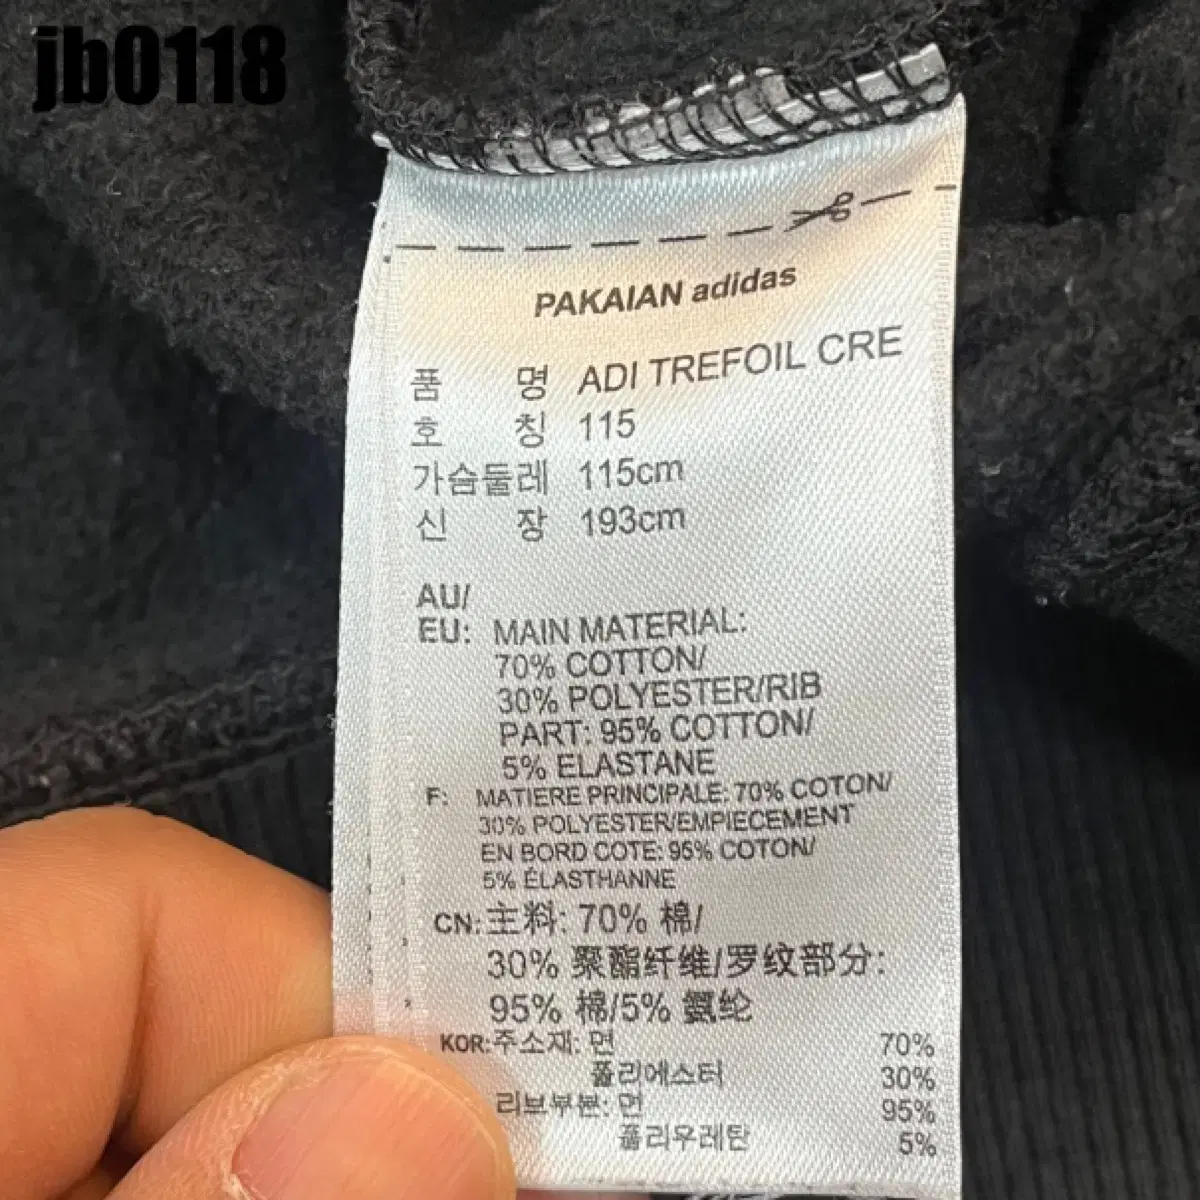 jb0118
PAKAIAN adidas
품 명 ADI TREFOIL CRE
호 칭 115
가슴둘레 115cm
신 장 193cm
AU/
EU: MAIN MATERIAL:
70% COTTON/
30% POLYESTER/RIB
PART: 95% COTTON/
5% ELASTANE
F: MATIERE PRINCIPALE: 70% COTON/
30% POLYESTER/EMPIECEMENT
EN BORD COTE: 95% COTON/
5% ÉLASTHANNE
CN: 主料: 70% 棉/
30% 聚酯纤维/罗纹部分:
95% 棉/5% 氨纶
KOR: 주소재: 면 70%
폴리에스터 30%
리브부분: 면 95%
폴리우레탄 5%